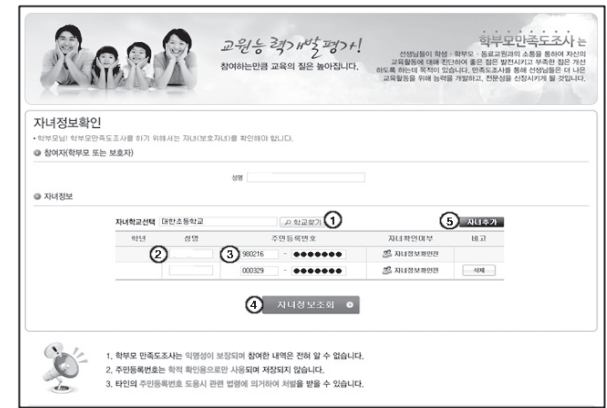 교원능력개발평가!
참여하는만큼 교육의 질은 높아집니다.
학부모만족도조사는
선생님들이 학생 · 학부모 · 동료교원과의 소통을 통하여 자신의
교육활동에 대해 진단하여 좋은 점은 발전시키고 부족한 점은 개선
하도록 하는데 목적이 있습니다. 만족도조사를 통해 선생님들은 더 나은
교육활동을 위해 능력을 개발하고, 전문성을 신장시키게 될 것입니다.
자녀정보확인
• 학부모님! 학부모만족도조사를 하기 위해서는 자녀(보호자녀)를 확인해야 합니다.
참여자(학부모 또는 보호자)
성명
자녀정보
자녀학교선택 대한초등학교 학교찾기 ① ⑤ 자녀추가
학년 성명 주민등록번호 자녀확인여부 비고
② ③ 980216 - ●●●●●●● 자녀정보확인전
000329 - ●●●●●●● 자녀정보확인전 삭제
④ 자녀정보조회
1. 학부모 만족도조사는 익명성이 보장되며 참여한 내역은 전혀 알 수 없습니다.
2. 주민등록번호는 학적 확인용으로만 사용되며 저장되지 않습니다.
3. 타인의 주민등록번호 도용시 관련 법령에 의거하여 처벌을 받을 수 있습니다.